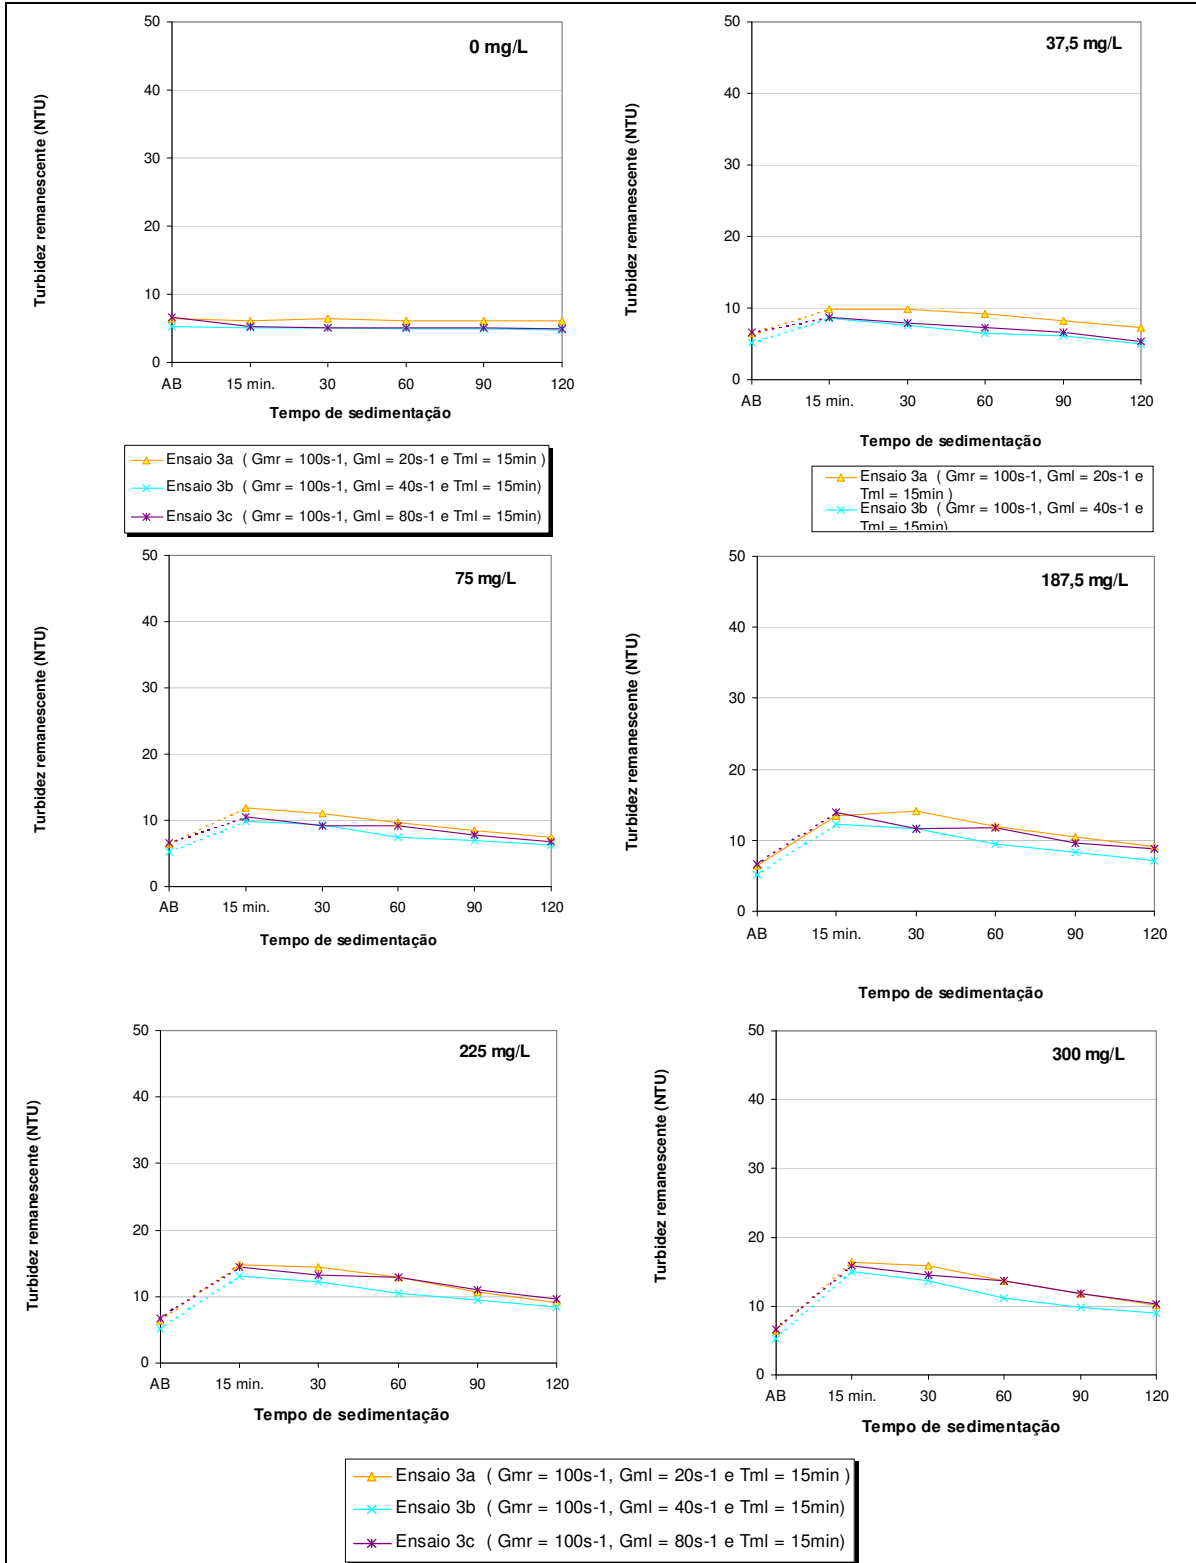 0 mg/L
Turbidez remanescente (NTU)
50
40
30
20
10
0
AB 15 min. 30 60 90 120
Tempo de sedimentação
Ensaio 3a ( Gmr = 100s-1, Gml = 20s-1 e Tml = 15min )
Ensaio 3b ( Gmr = 100s-1, Gml = 40s-1 e Tml = 15min)
Ensaio 3c ( Gmr = 100s-1, Gml = 80s-1 e Tml = 15min)
37,5 mg/L
Turbidez remanescente (NTU)
50
40
30
20
10
0
AB 15 min. 30 60 90 120
Tempo de sedimentação
Ensaio 3a ( Gmr = 100s-1, Gml = 20s-1 e
Tml = 15min )
Ensaio 3b ( Gmr = 100s-1, Gml = 40s-1 e
Tml = 15min)
75 mg/L
Turbidez remanescente (NTU)
50
40
30
20
10
0
AB 15 min. 30 60 90 120
Tempo de sedimentação
187,5 mg/L
Turbidez remanescente (NTU)
50
40
30
20
10
0
AB 15 min. 30 60 90 120
Tempo de sedimentação
225 mg/L
Turbidez remanescente (NTU)
50
40
30
20
10
0
AB 15 min. 30 60 90 120
Tempo de sedimentação
300 mg/L
Turbidez remanescente (NTU)
50
40
30
20
10
0
AB 15 min. 30 60 90 120
Tempo de sedimentação
Ensaio 3a ( Gmr = 100s-1, Gml = 20s-1 e Tml = 15min )
Ensaio 3b ( Gmr = 100s-1, Gml = 40s-1 e Tml = 15min)
Ensaio 3c ( Gmr = 100s-1, Gml = 80s-1 e Tml = 15min)